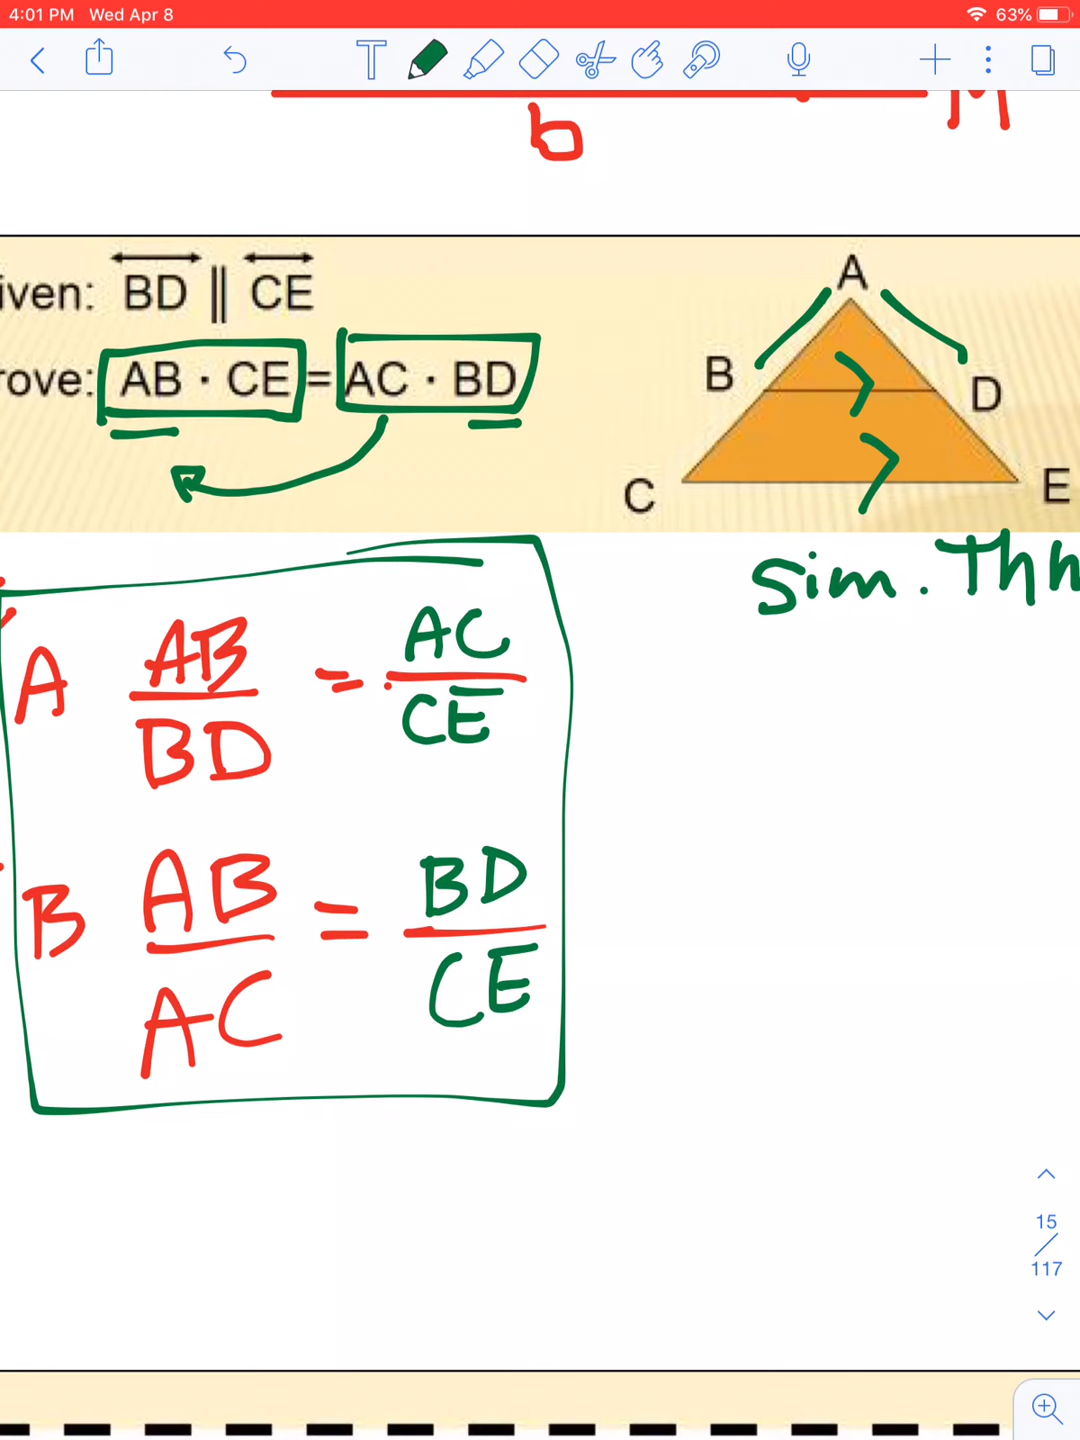 4:01 PM Wed Apr 8 63%
T
b M
iven: BD ∥ CE
rove: AB · CE = AC · BD
A
B
D
C
E
sim. Thm
A AB/BD = AC/CE
B AB/AC = BD/CE
15
/
117